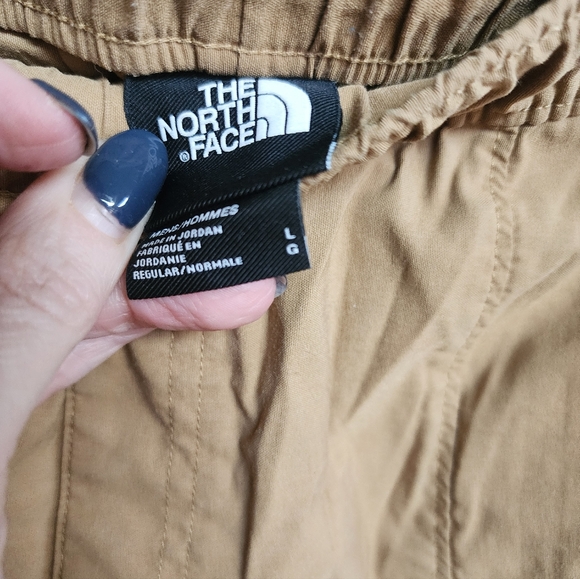 THE
NORTH
FACE
®
MENS/HOMMES
MADE IN JORDAN
FABRIQUÉ EN
JORDANIE
REGULAR/NORMALE
L
G